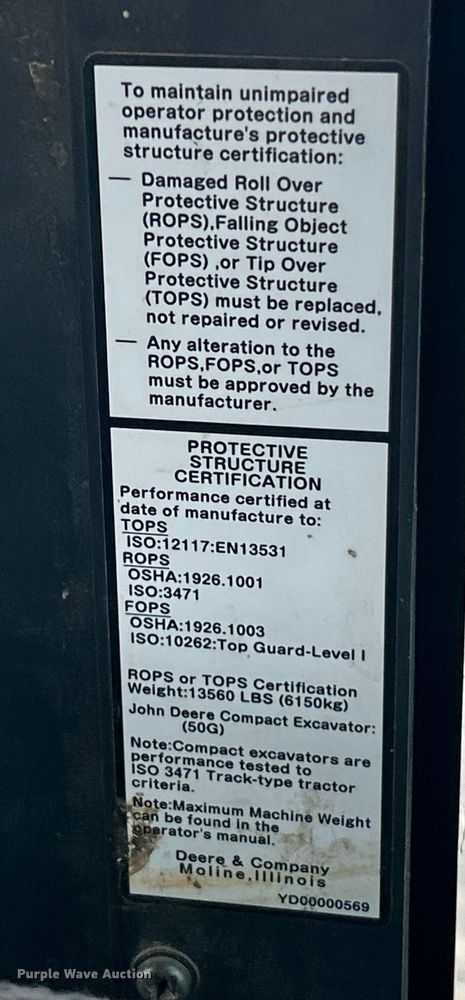 To maintain unimpaired
operator protection and
manufacture's protective
structure certification:
— Damaged Roll Over
Protective Structure
(ROPS),Falling Object
Protective Structure
(FOPS) ,or Tip Over
Protective Structure
(TOPS) must be replaced,
not repaired or revised.
— Any alteration to the
ROPS,FOPS,or TOPS
must be approved by the
manufacturer.
PROTECTIVE
STRUCTURE
CERTIFICATION
Performance certified at
date of manufacture to:
TOPS
ISO:12117:EN13531
ROPS
OSHA:1926.1001
ISO:3471
FOPS
OSHA:1926.1003
ISO:10262:Top Guard-Level I
ROPS or TOPS Certification
Weight:13560 LBS (6150kg)
John Deere Compact Excavator:
(50G)
Note:Compact excavators are
performance tested to
ISO 3471 Track-type tractor
criteria.
Note:Maximum Machine Weight
can be found in the
operator's manual.
Deere & Company
Moline,Illinois
YD00000569
Purple Wave Auction